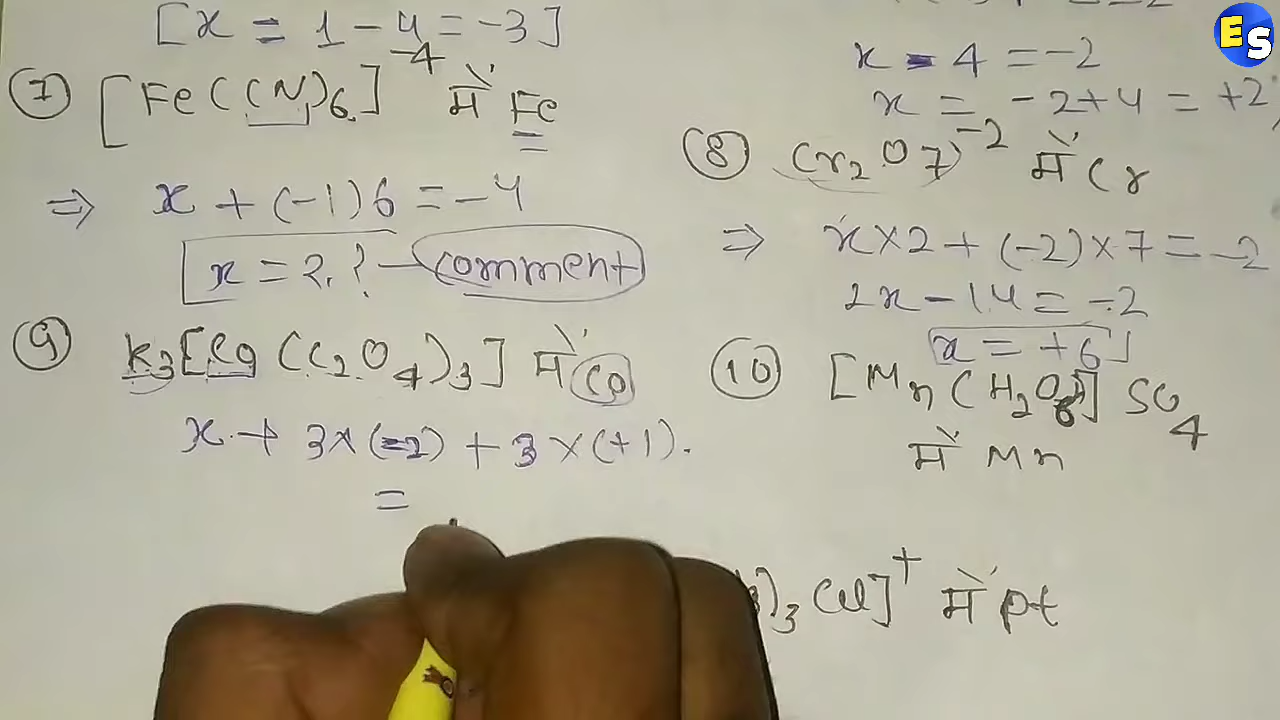 [x = 1 - 4 = -3]
⑦ [Fe(CN)6]-4 में Fe
⇒ x + (-1)6 = -4
x = ? ? — comment
⑨ K3[Co(C2O4)3] में Co
x + 3×(-2) + 3×(+1).
=
x - 4 = -2
x = -2+4 = +2
⑧ (Cr2O7)-2 में Cr
⇒ x×2 + (-2)×7 = -2
2x - 14 = -2
x = +6
⑩ [Mn(H2O)6] SO4
में Mn
)3 Cl]+ में Pt
ES